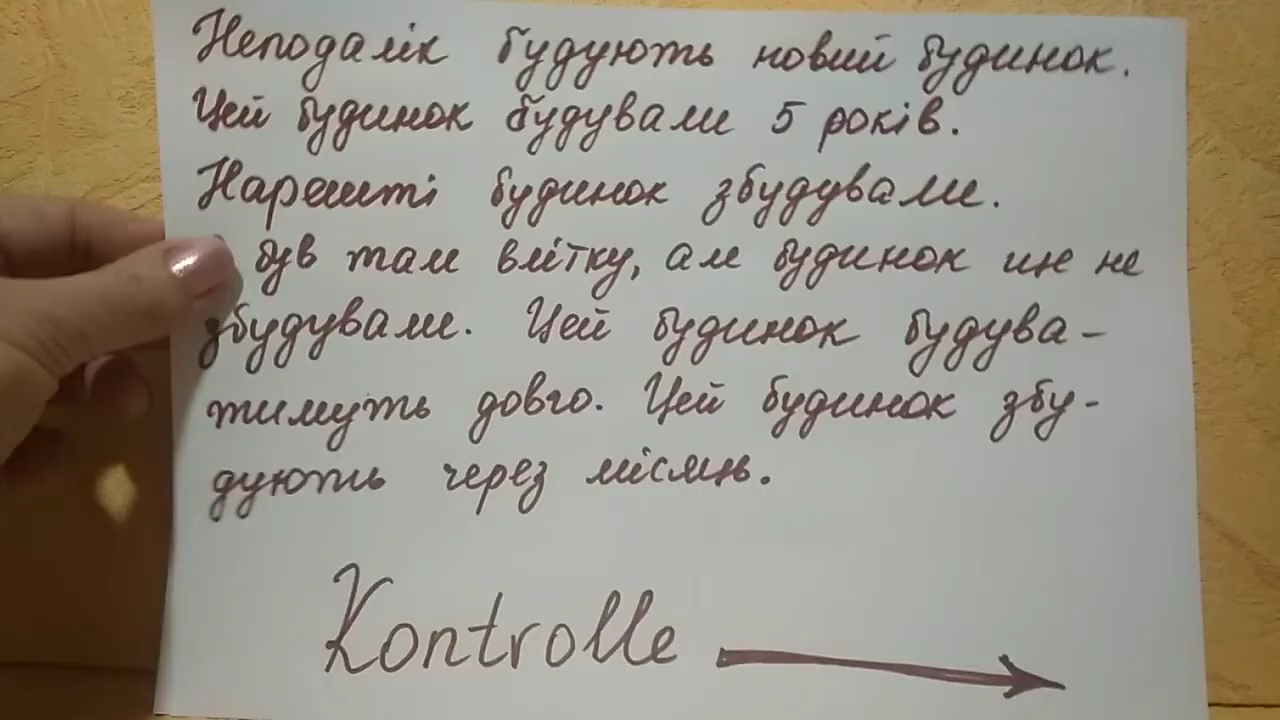 Неподалік будують новий будинок.
Цей будинок будували 5 років.
Нарешті будинок збудували.
був там влітку, але будинок ще не
збудували. Цей будинок будува-
тимуть довго. Цей будинок збу-
дують через місяць.
Kontrolle